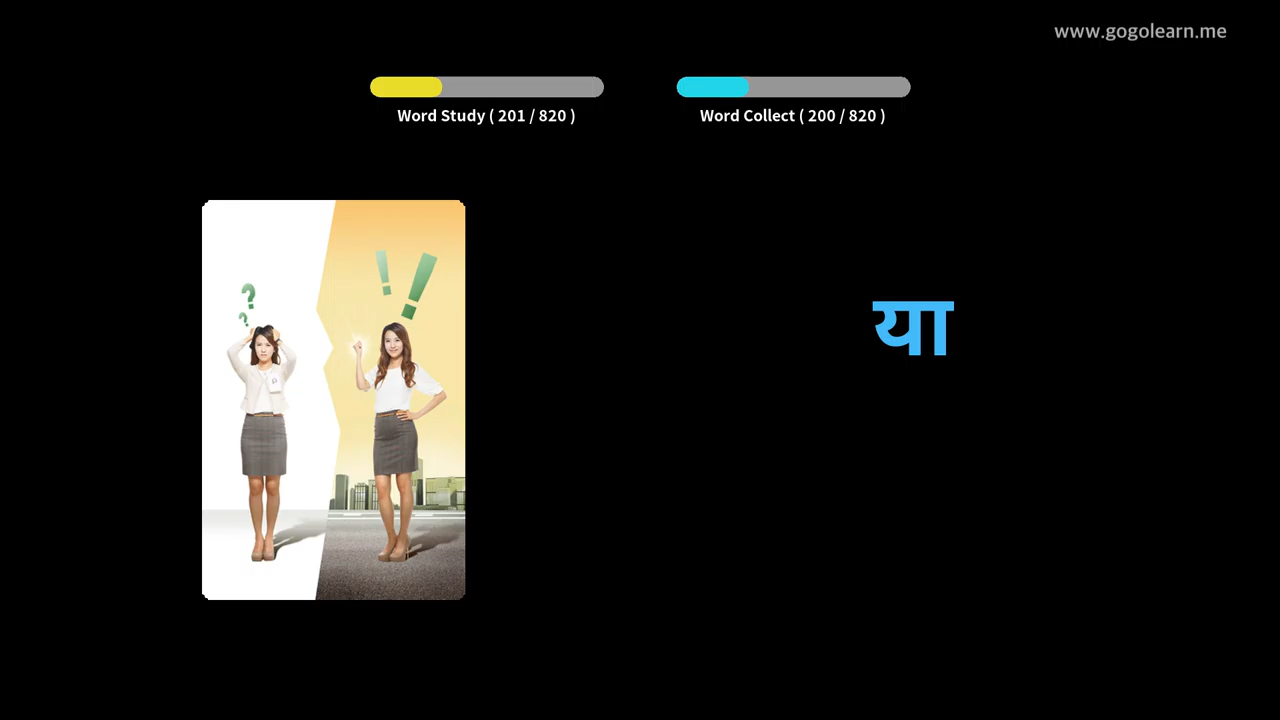 www.gogolearn.me
Word Study ( 201 / 820 )
Word Collect ( 200 / 820 )
? ?
! !
या